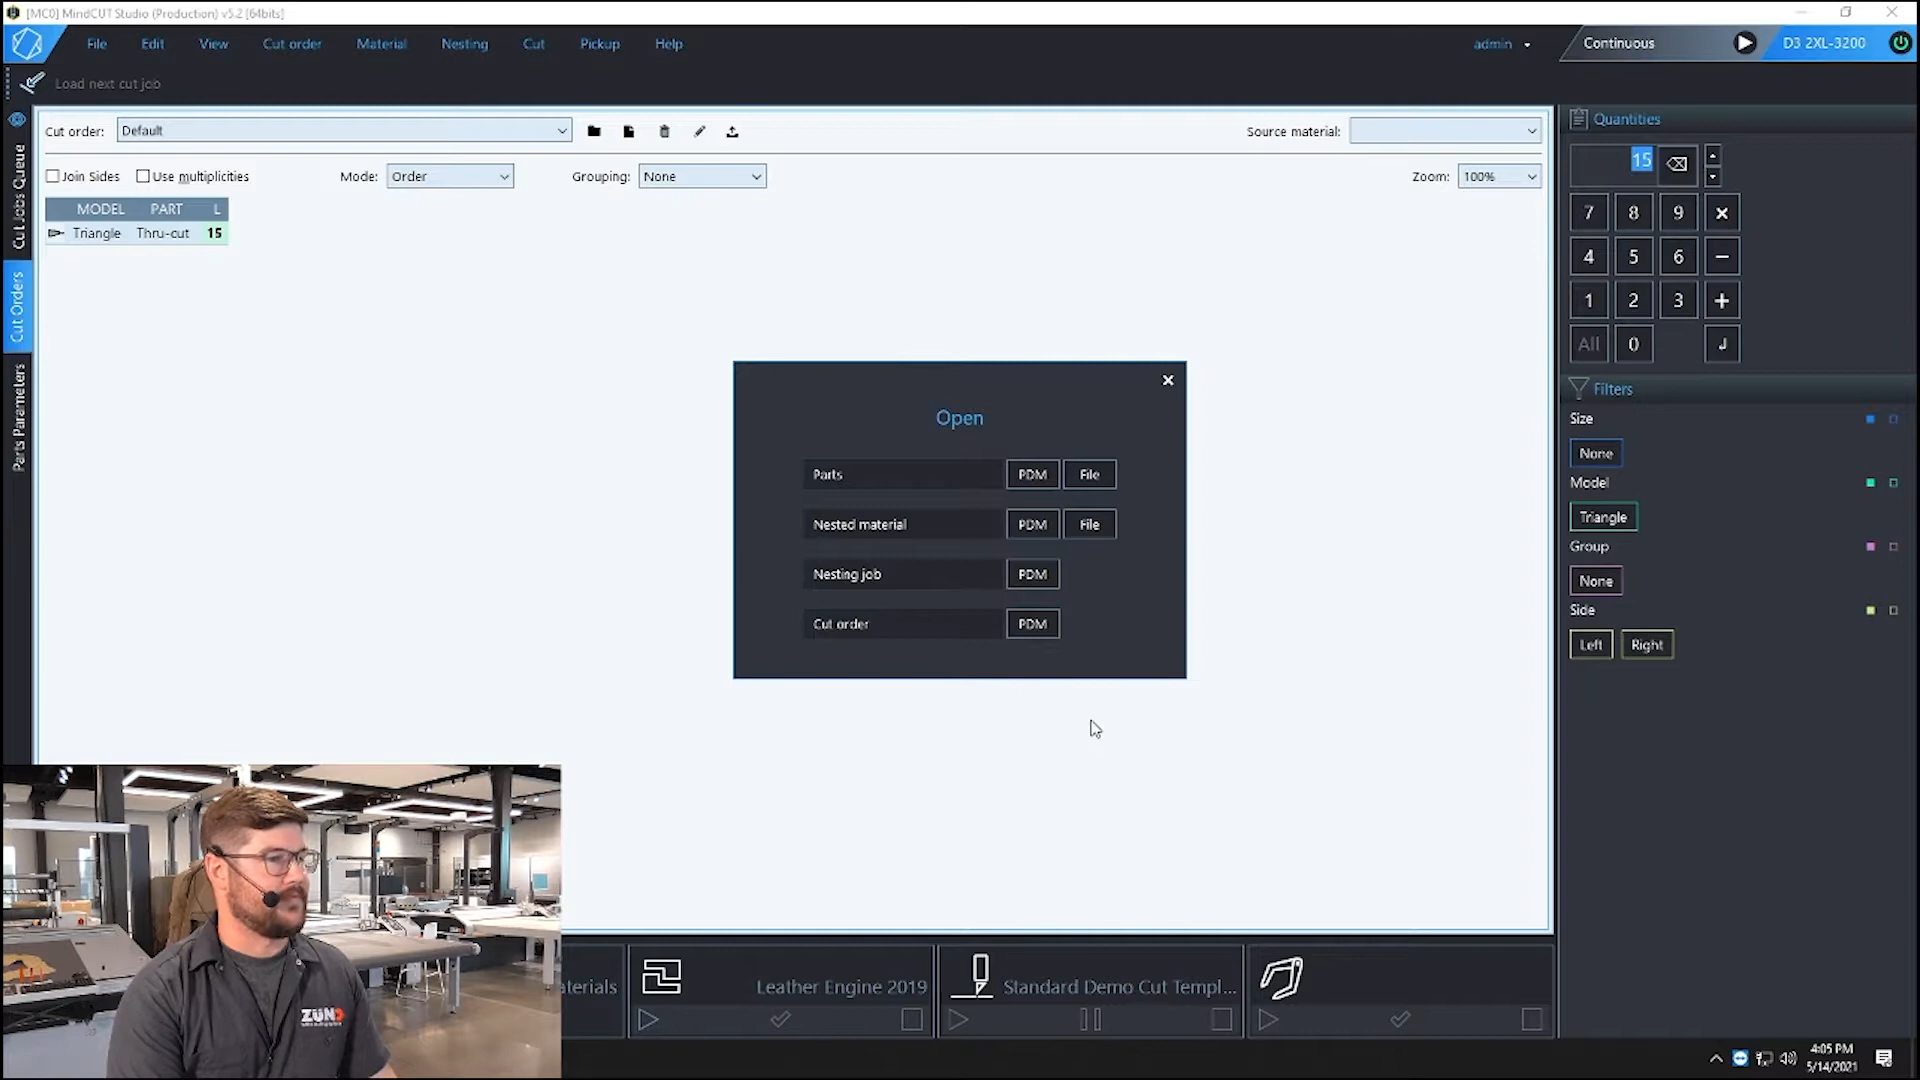 [MC0] MindCUT Studio (Production) v5.2 [64bits]
File Edit View Cut order Material Nesting Cut Pickup Help
admin
Continuous
D3 2XL-3200
Load next cut job
Cut Jobs Queue
Cut Orders
Parts Parameters
Cut order: Default
Source material:
Join Sides Use multiplicities Mode: Order Grouping: None Zoom: 100%
MODEL PART L
Triangle Thru-cut 15
Open
Parts PDM File
Nested material PDM File
Nesting job PDM
Cut order PDM
Quantities
15
7 8 9
4 5 6 −
1 2 3 +
All 0
Filters
Size
None
Model
Triangle
Group
None
Side
Left Right
aterials
Leather Engine 2019
Standard Demo Cut Templ...
ZÜND
4:05 PM
5/14/2021